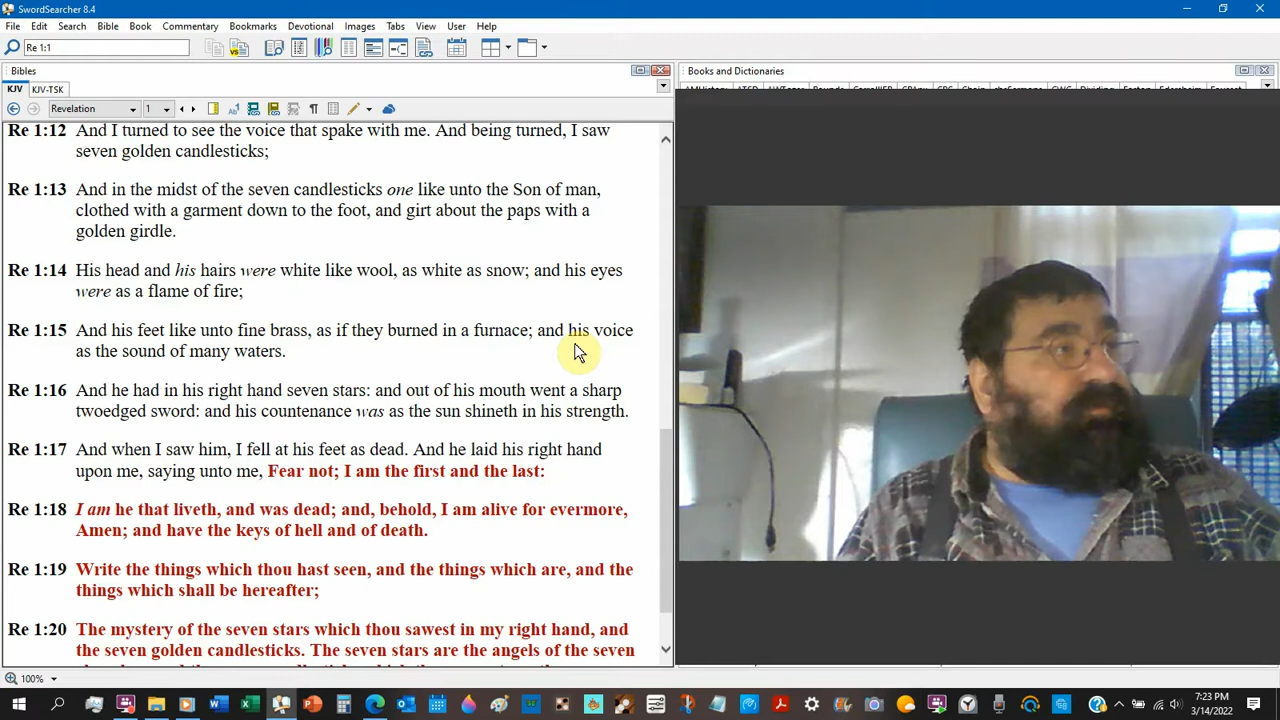 SwordSearcher 8.4
File Edit Search Bible Book Commentary Bookmarks Devotional Images Tabs View User Help
Re 1:1
Bibles
KJV KJV-TSK
Revelation 1
Re 1:12 And I turned to see the voice that spake with me. And being turned, I saw
seven golden candlesticks;
Re 1:13 And in the midst of the seven candlesticks one like unto the Son of man,
clothed with a garment down to the foot, and girt about the paps with a
golden girdle.
Re 1:14 His head and his hairs were white like wool, as white as snow; and his eyes
were as a flame of fire;
Re 1:15 And his feet like unto fine brass, as if they burned in a furnace; and his voice
as the sound of many waters.
Re 1:16 And he had in his right hand seven stars: and out of his mouth went a sharp
twoedged sword: and his countenance was as the sun shineth in his strength.
Re 1:17 And when I saw him, I fell at his feet as dead. And he laid his right hand
upon me, saying unto me, Fear not; I am the first and the last:
Re 1:18 I am he that liveth, and was dead; and, behold, I am alive for evermore,
Amen; and have the keys of hell and of death.
Re 1:19 Write the things which thou hast seen, and the things which are, and the
things which shall be hereafter;
Re 1:20 The mystery of the seven stars which thou sawest in my right hand, and
the seven golden candlesticks. The seven stars are the angels of the seven
100%
Books and Dictionaries
7:23 PM
3/14/2022